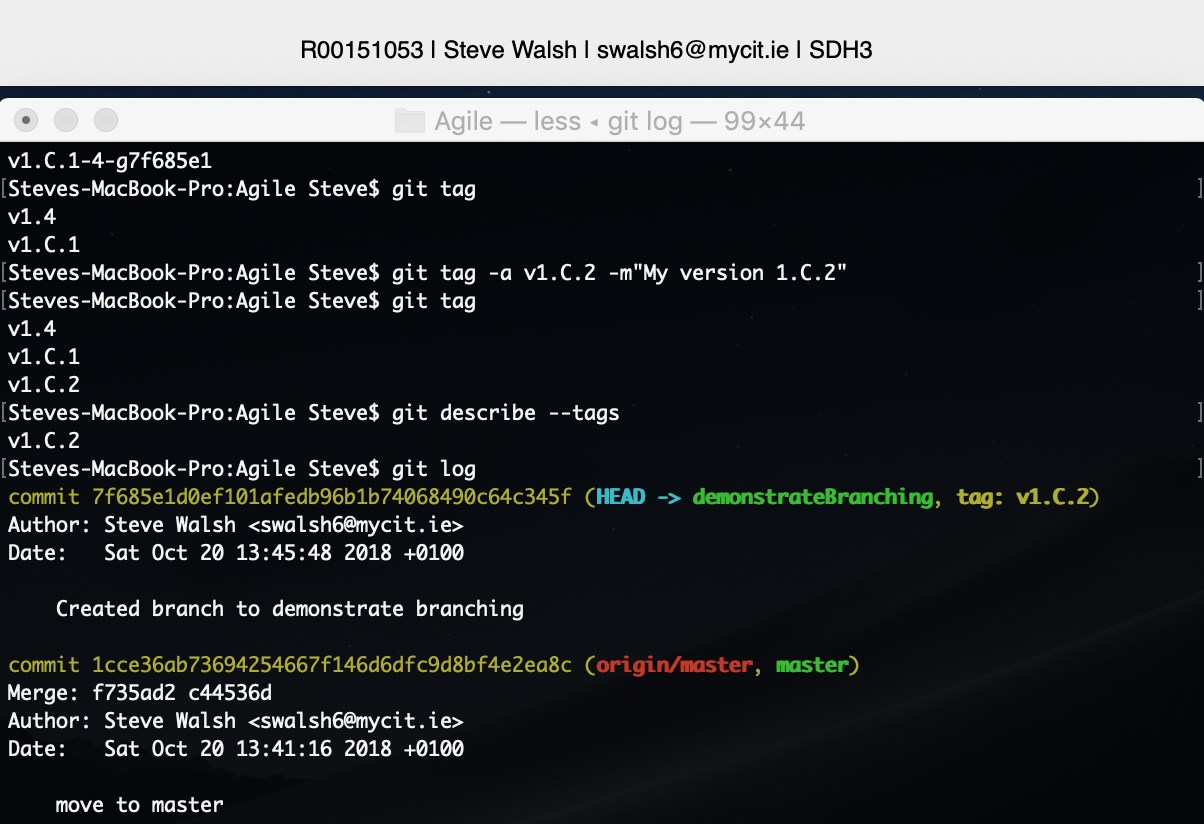 R00151053 | Steve Walsh | swalsh6@mycit.ie | SDH3
Agile — less ◂ git log — 99×44
v1.C.1-4-g7f685e1
[Steves-MacBook-Pro:Agile Steve$ git tag ]
v1.4
v1.C.1
[Steves-MacBook-Pro:Agile Steve$ git tag -a v1.C.2 -m"My version 1.C.2" ]
[Steves-MacBook-Pro:Agile Steve$ git tag ]
v1.4
v1.C.1
v1.C.2
[Steves-MacBook-Pro:Agile Steve$ git describe --tags ]
v1.C.2
[Steves-MacBook-Pro:Agile Steve$ git log ]
commit 7f685e1d0ef101afedb96b1b74068490c64c345f (HEAD -> demonstrateBranching, tag: v1.C.2)
Author: Steve Walsh <swalsh6@mycit.ie>
Date:   Sat Oct 20 13:45:48 2018 +0100
Created branch to demonstrate branching
commit 1cce36ab73694254667f146d6dfc9d8bf4e2ea8c (origin/master, master)
Merge: f735ad2 c44536d
Author: Steve Walsh <swalsh6@mycit.ie>
Date:   Sat Oct 20 13:41:16 2018 +0100
move to master